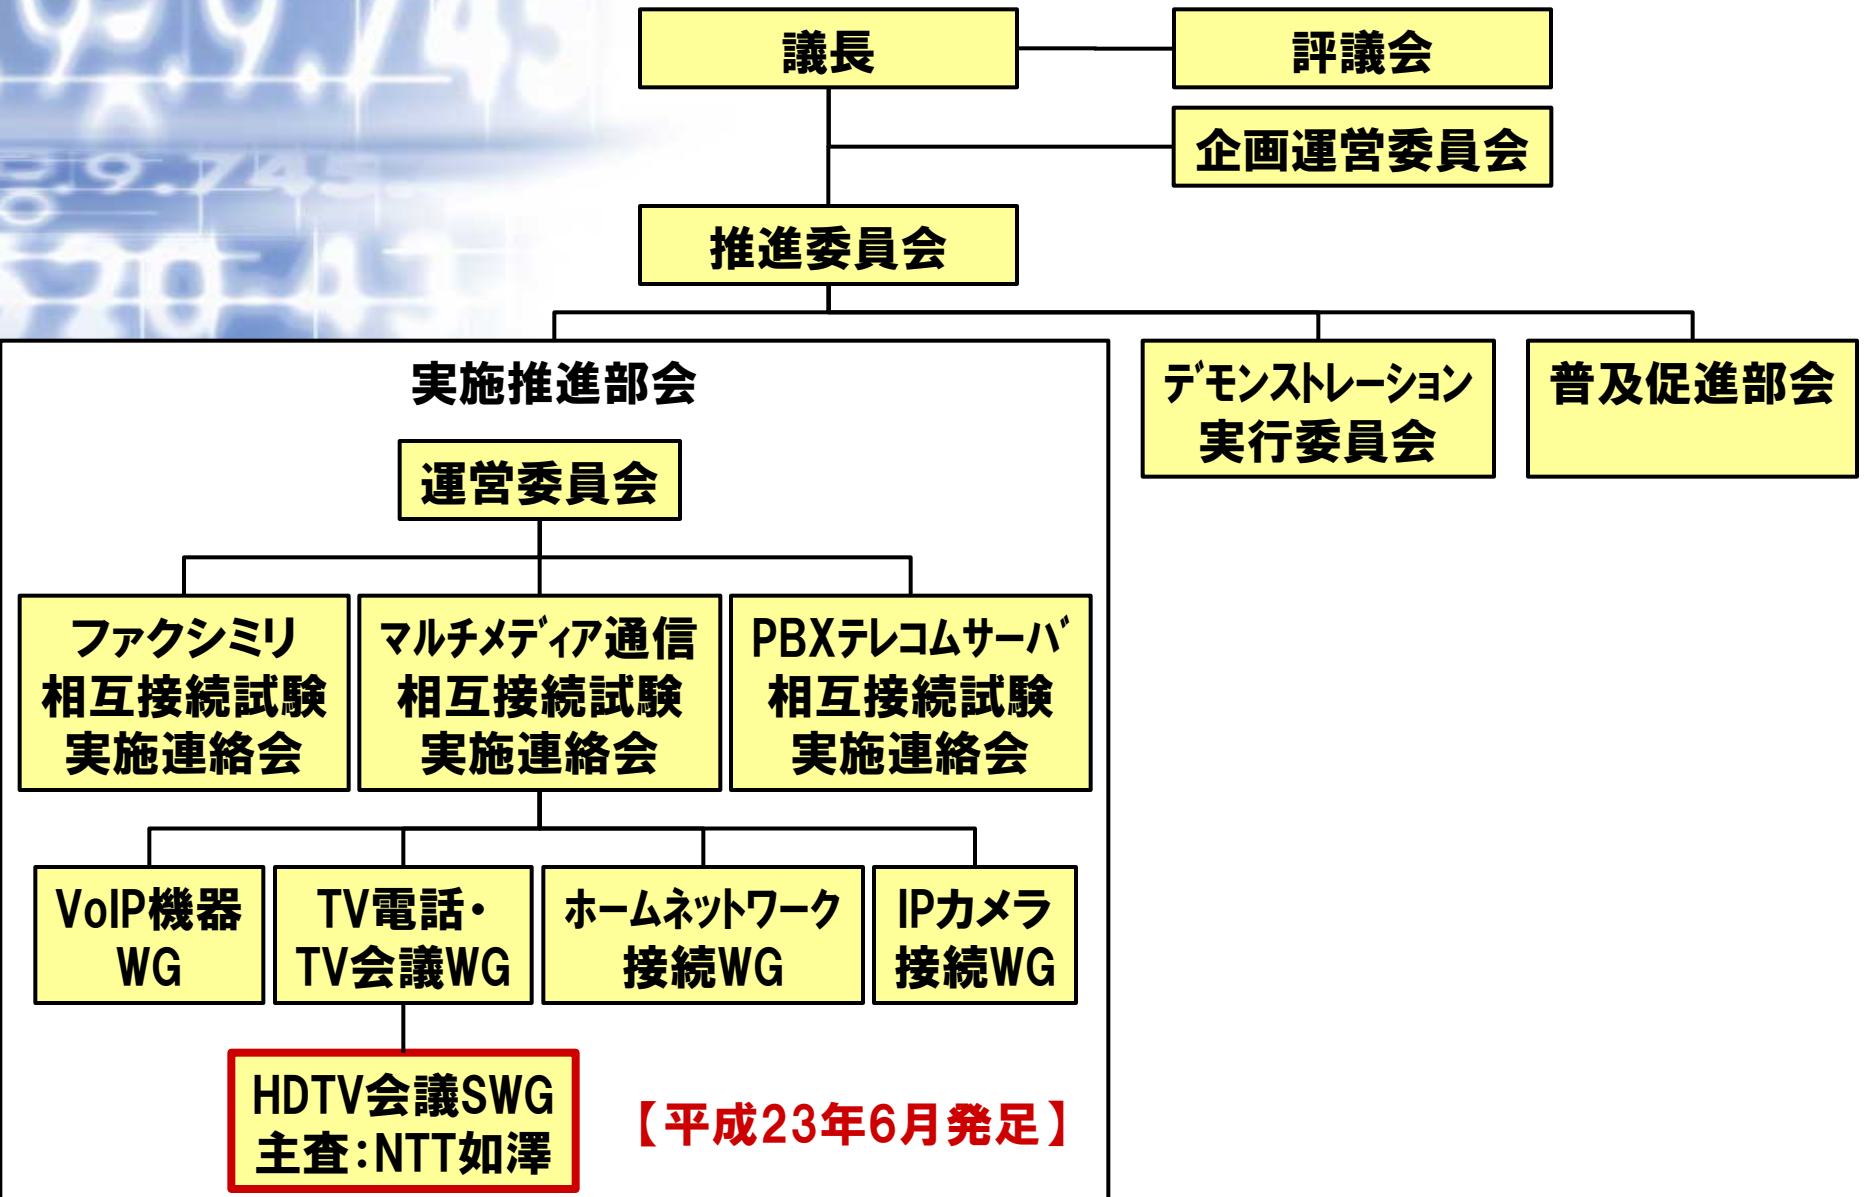 議長
評議会
企画運営委員会
推進委員会
実施推進部会
デモンストレーション
実行委員会
普及促進部会
運営委員会
ファクシミリ
相互接続試験
実施連絡会
マルチメディア通信
相互接続試験
実施連絡会
PBXテレコムサーバ
相互接続試験
実施連絡会
VoIP機器
WG
TV電話・
TV会議WG
ホームネットワーク
接続WG
IPカメラ
接続WG
HDTV会議SWG
主査：NTT如澤
【平成23年6月発足】